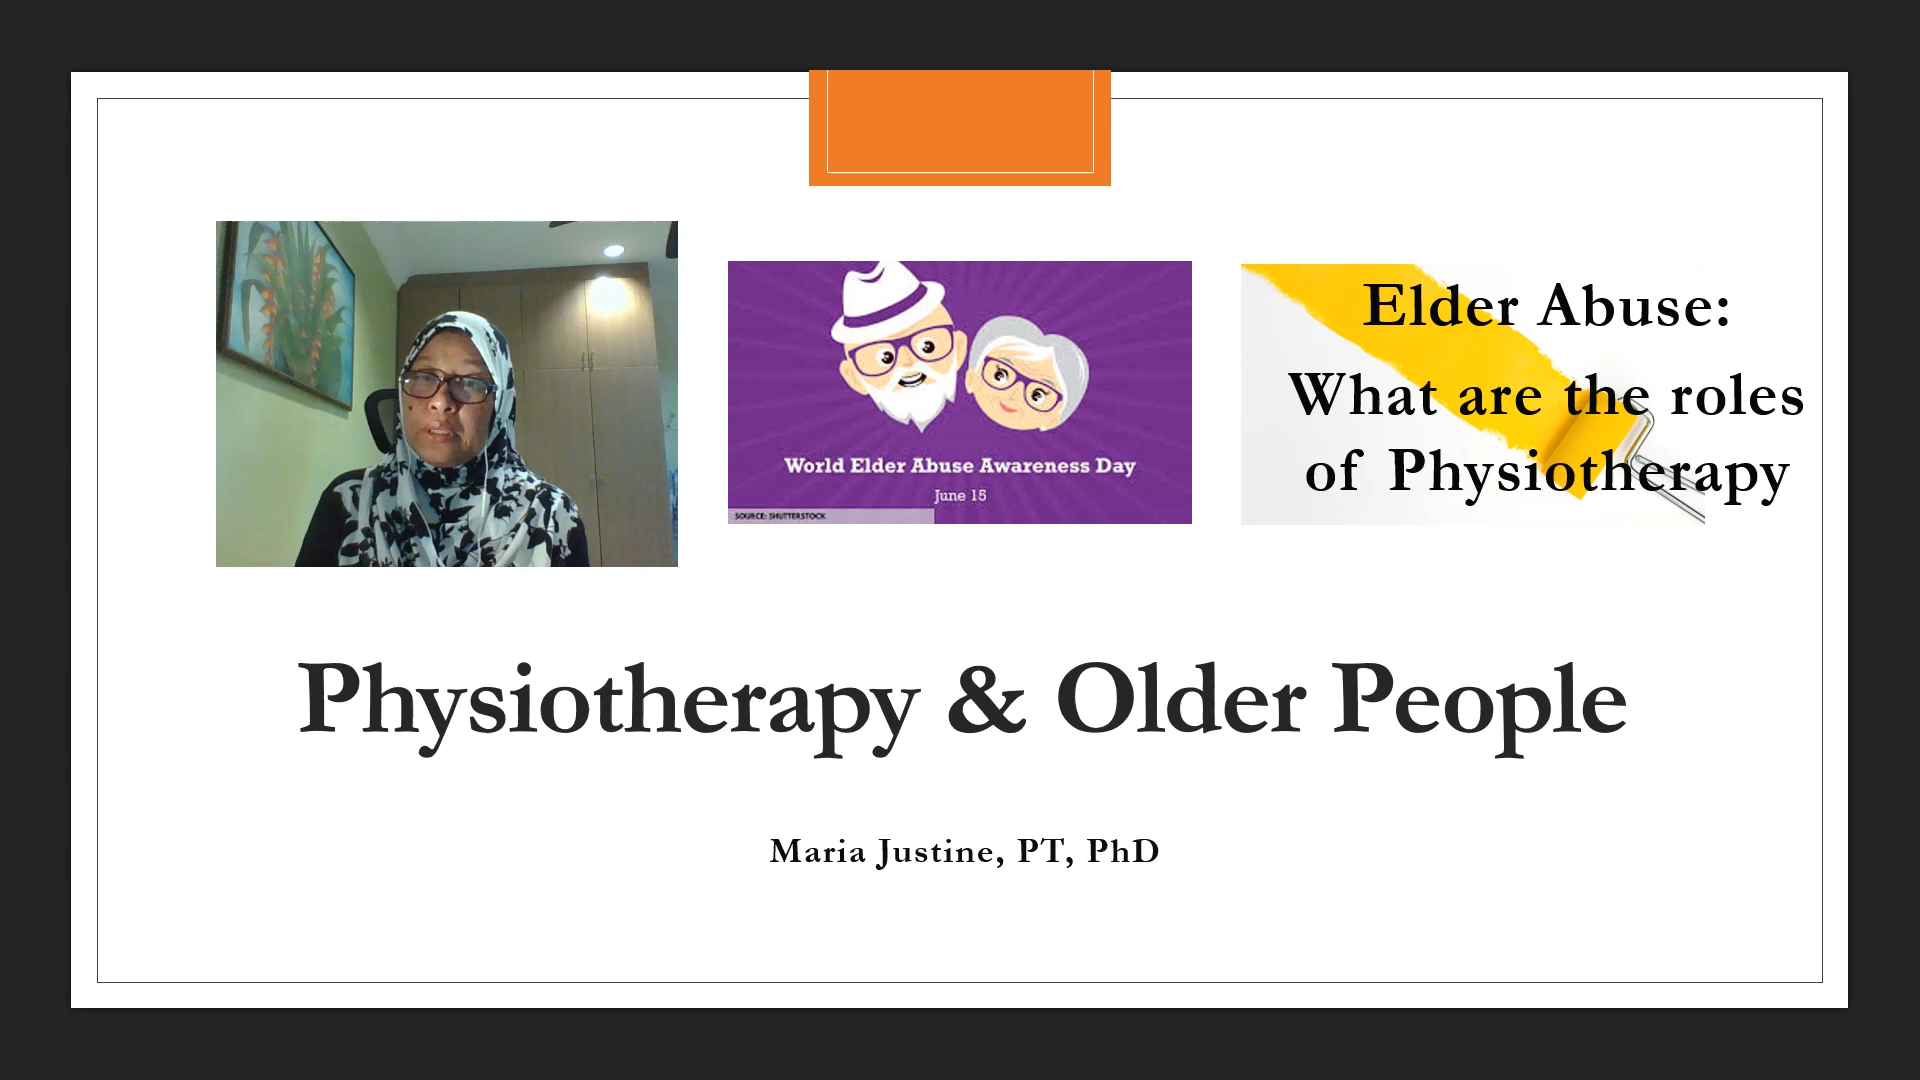 World Elder Abuse Awareness Day
June 15
SOURCE: SHUTTERSTOCK
Elder Abuse:
What are the roles
of Physiotherapy
Physiotherapy & Older People
Maria Justine, PT, PhD